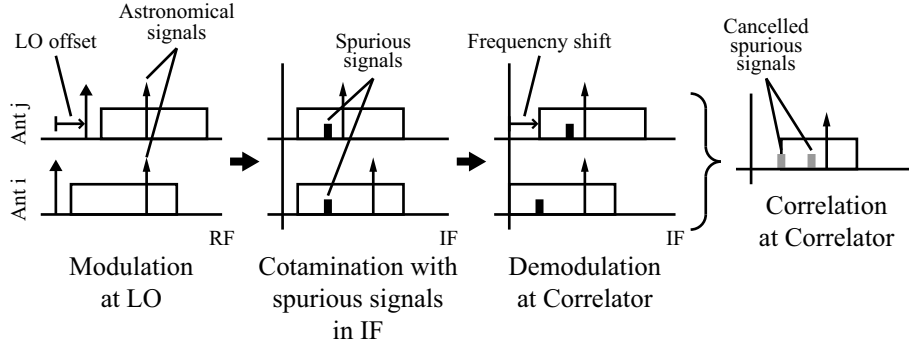 LO offset
Astronomical
signals
Spurious
signals
Frequencny shift
Cancelled
spurious
signals
Ant j
Ant i
RF
IF
IF
Modulation
at LO
Cotamination with
spurious signals
in IF
Demodulation
at Correlator
Correlation
at Correlator